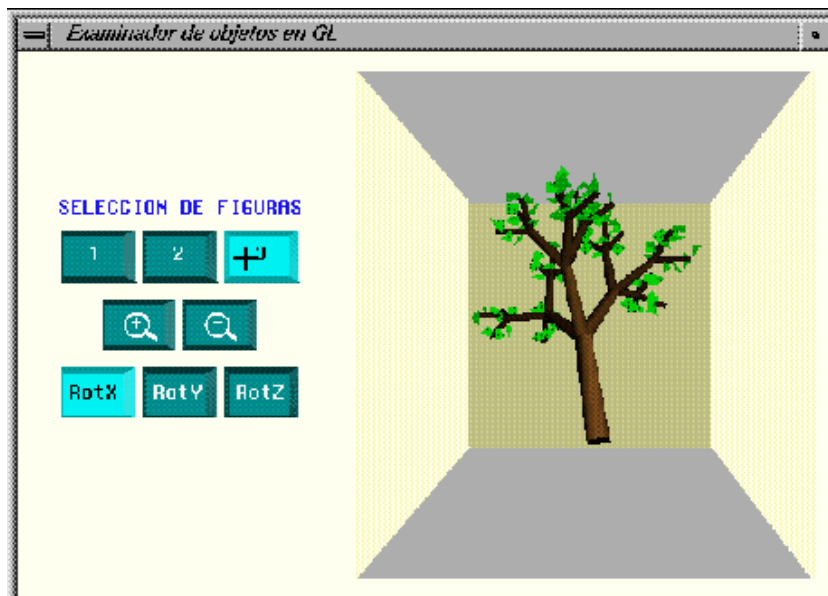 Examinador de objetos en GL
SELECCION DE FIGURAS
1 2
RotX RotY RotZ